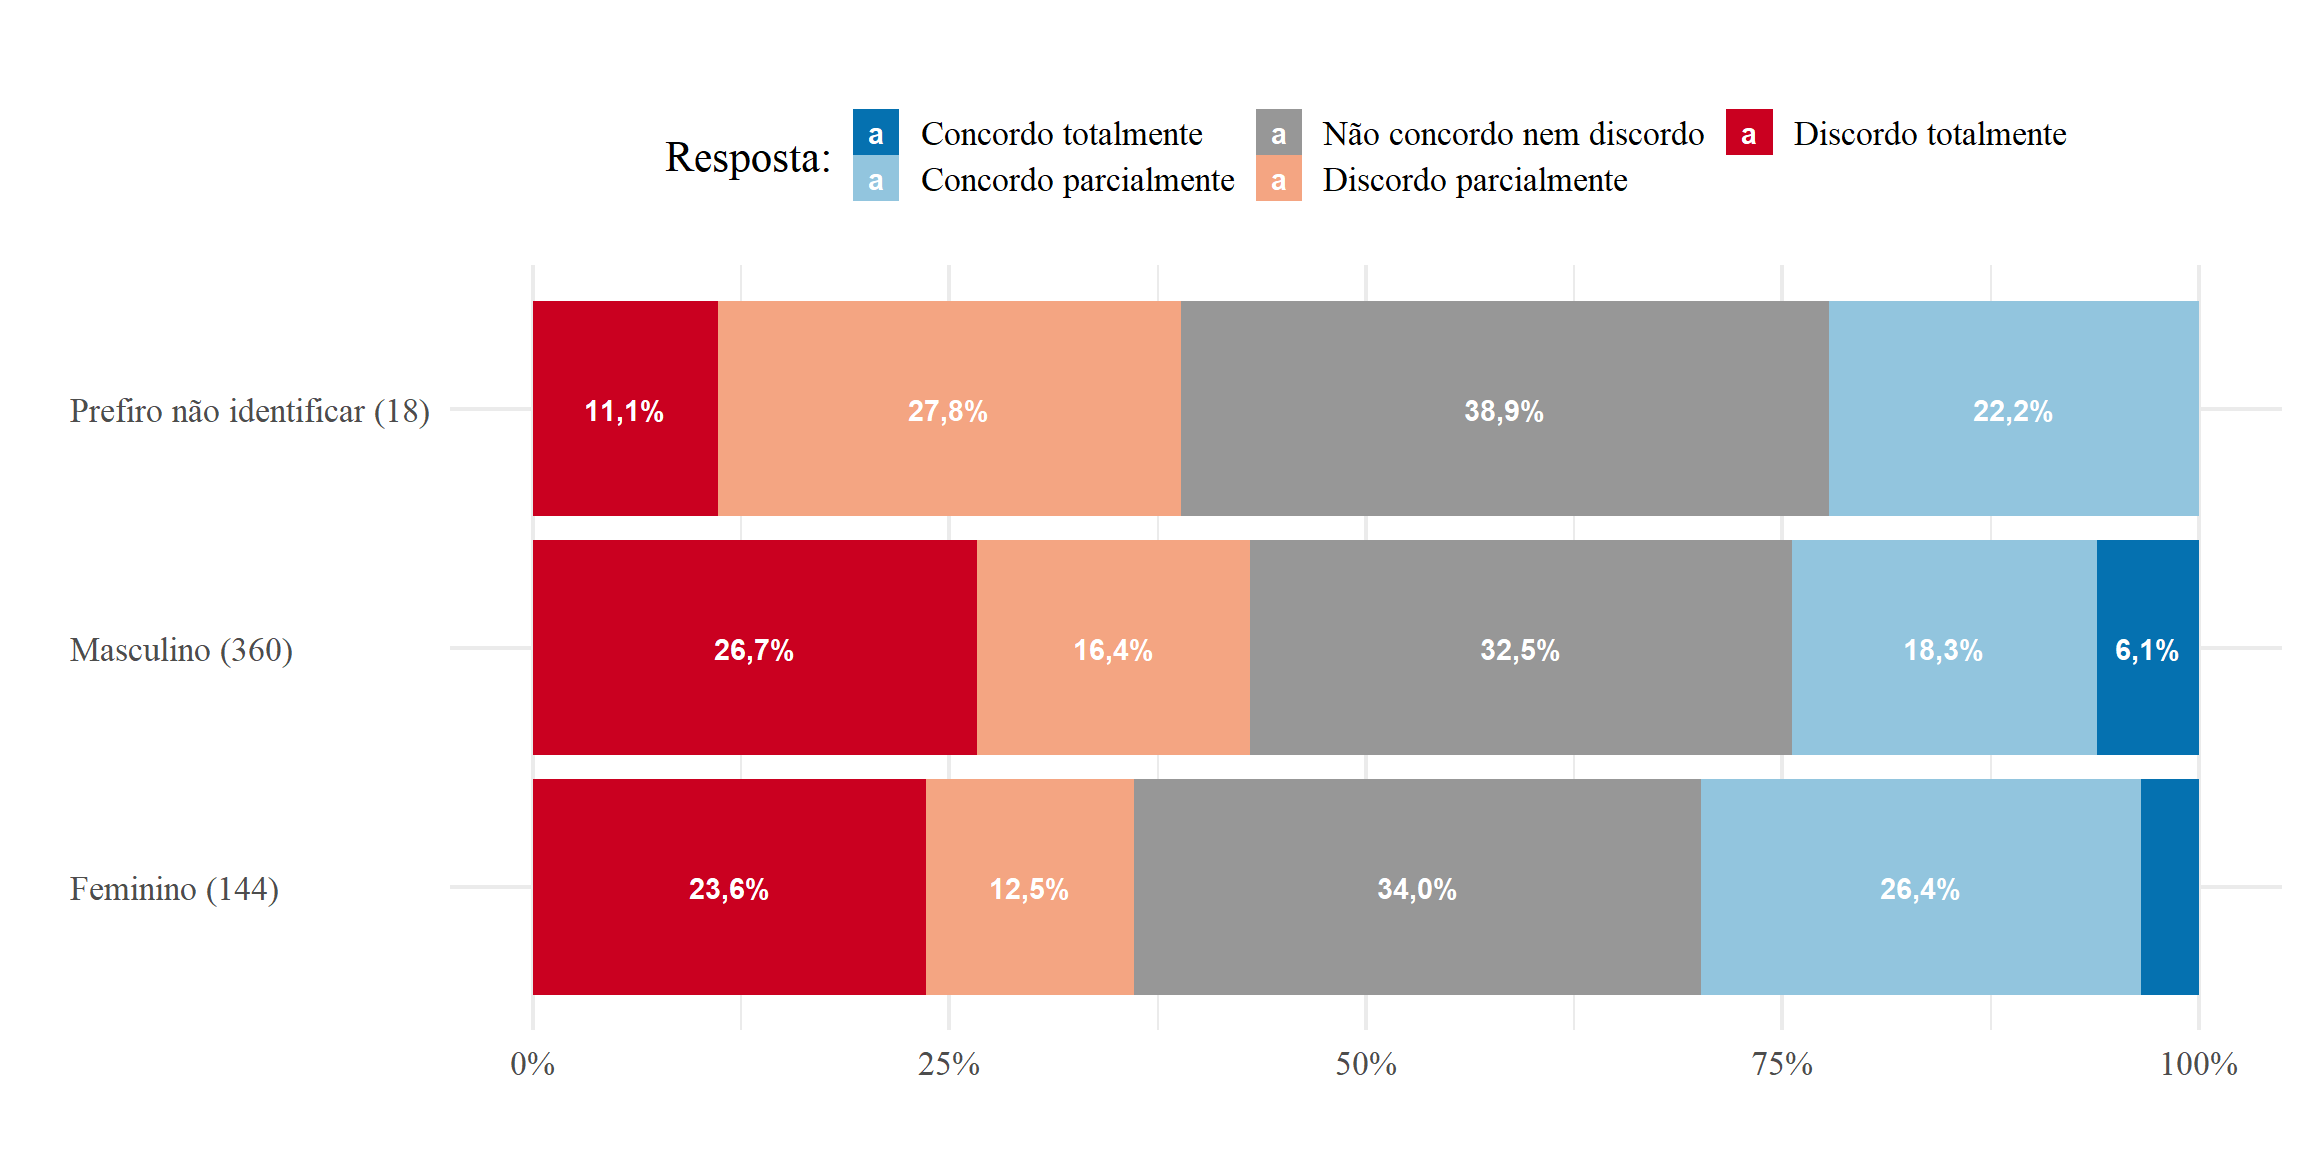 Resposta:
a Concordo totalmente a Não concordo nem discordo a Discordo totalmente
a Concordo parcialmente a Discordo parcialmente
Prefiro não identificar (18) 11,1% 27,8% 38,9% 22,2%
Masculino (360) 26,7% 16,4% 32,5% 18,3% 6,1%
Feminino (144) 23,6% 12,5% 34,0% 26,4%
0% 25% 50% 75% 100%